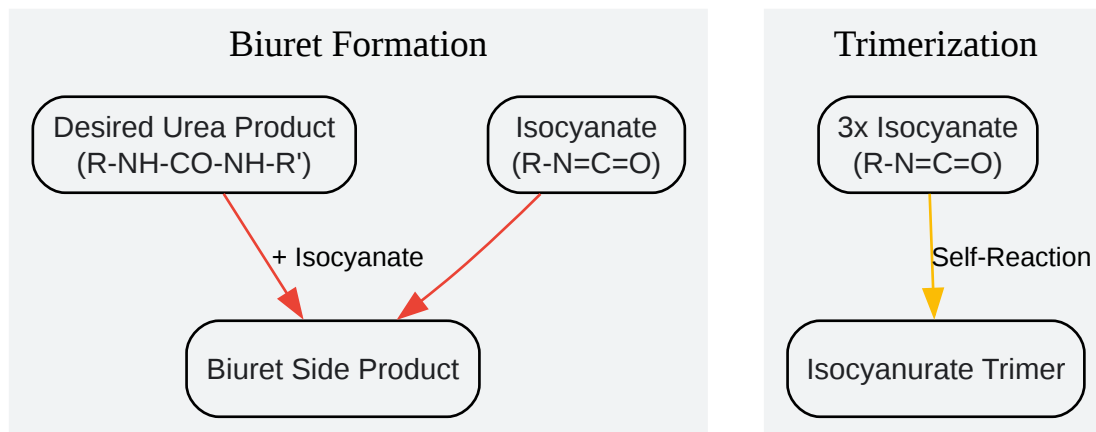 Biuret Formation
Desired Urea Product
(R-NH-CO-NH-R')
Isocyanate
(R-N=C=O)
+ Isocyanate
Biuret Side Product
Trimerization
3x Isocyanate
(R-N=C=O)
Self-Reaction
Isocyanurate Trimer